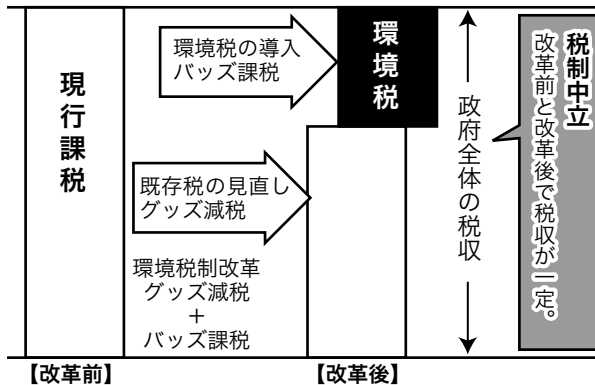 現行課税
環境税の導入
バッズ課税
既存税の見直し
グッズ減税
環境税制改革
グッズ減税
＋
バッズ課税
環境税
政府全体の税収
税制中立
改革前と改革後で税収が一定。
【改革前】
【改革後】